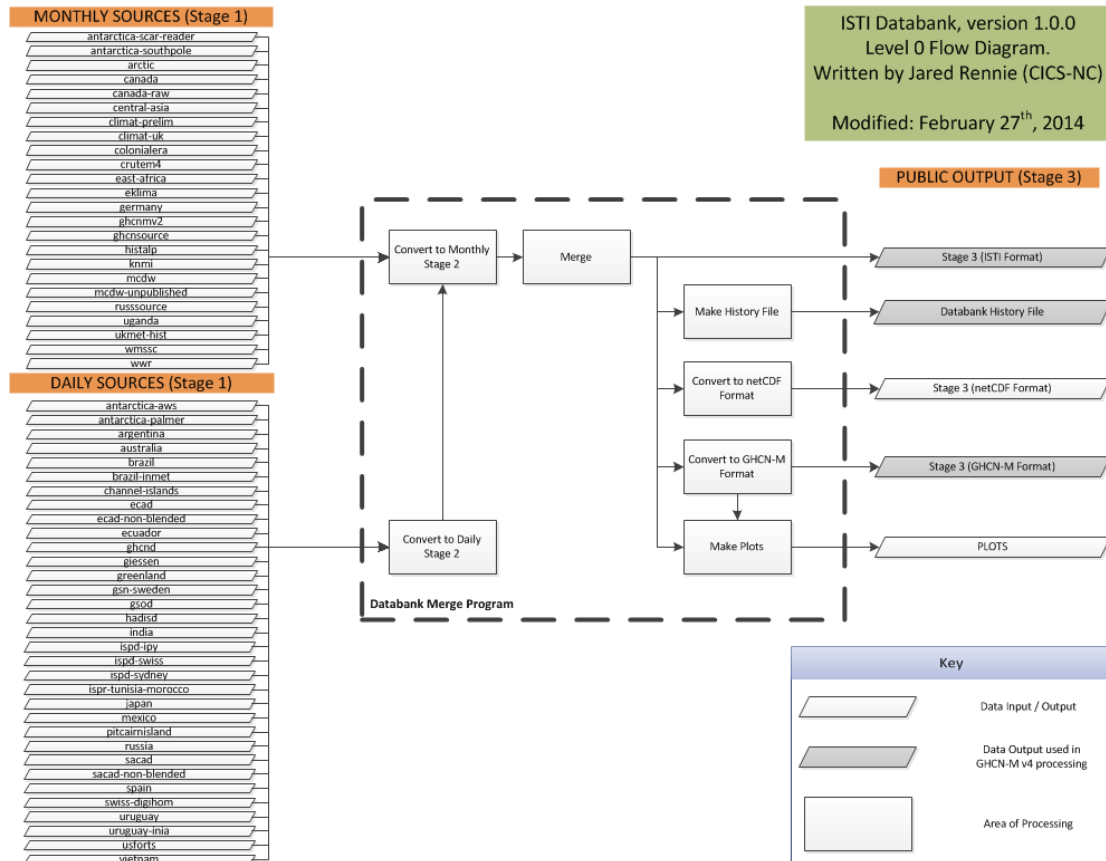 MONTHLY SOURCES (Stage 1)
antarctica-scar-reader
antarctica-southpole
arctic
canada
canada-raw
central-asia
climat-prelim
climat-uk
colonialera
crutem4
east-africa
eklima
germany
ghcnmv2
ghcnsource
histalp
knmi
mcdw
mcdw-unpublished
russsource
uganda
ukmet-hist
wmssc
wwr
DAILY SOURCES (Stage 1)
antarctica-aws
antarctica-palmer
argentina
australia
brazil
brazil-inmet
channel-islands
ecad
ecad-non-blended
ecuador
ghcnd
giessen
greenland
gsn-sweden
gsod
hadisd
india
ispd-ipy
ispd-swiss
ispd-sydney
ispr-tunisia-morocco
japan
mexico
pitcairnisland
russia
sacad
sacad-non-blended
spain
swiss-digihom
uruguay
uruguay-inia
usforts
vietnam
Convert to Monthly
Stage 2
Merge
Make History File
Convert to netCDF
Format
Convert to GHCN-M
Format
Convert to Daily
Stage 2
Make Plots
Databank Merge Program
ISTI Databank, version 1.0.0
Level 0 Flow Diagram.
Written by Jared Rennie (CICS-NC)
Modified: February 27th, 2014
PUBLIC OUTPUT (Stage 3)
Stage 3 (ISTI Format)
Databank History File
Stage 3 (netCDF Format)
Stage 3 (GHCN-M Format)
PLOTS
Key
Data Input / Output
Data Output used in
GHCN-M v4 processing
Area of Processing